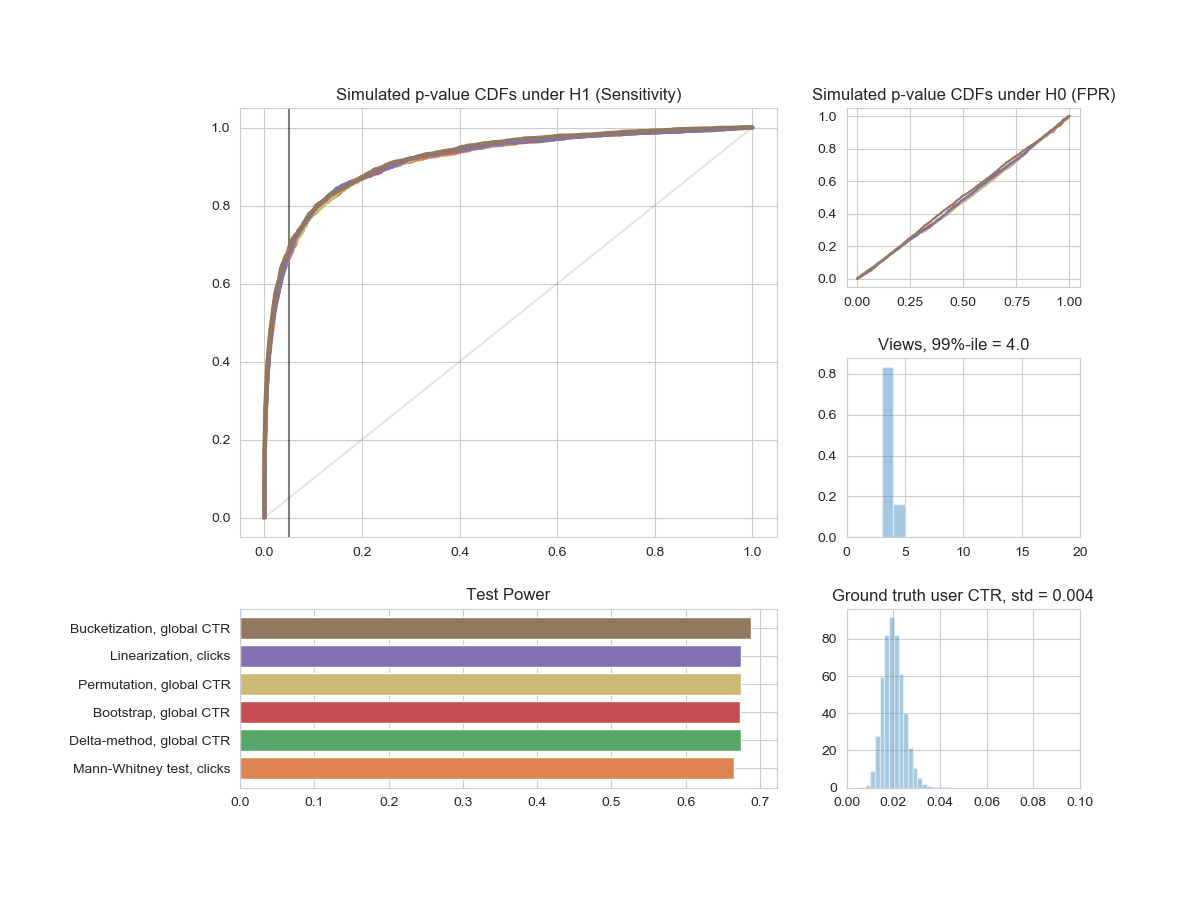 Simulated p-value CDFs under H1 (Sensitivity)
1.0
0.8
0.6
0.4
0.2
0.0
0.0 0.2 0.4 0.6 0.8 1.0
Simulated p-value CDFs under H0 (FPR)
1.0
0.8
0.6
0.4
0.2
0.0
0.00 0.25 0.50 0.75 1.00
Views, 99%-ile = 4.0
0.8
0.6
0.4
0.2
0.0
0 5 10 15 20
Test Power
Bucketization, global CTR
Linearization, clicks
Permutation, global CTR
Bootstrap, global CTR
Delta-method, global CTR
Mann-Whitney test, clicks
0.0 0.1 0.2 0.3 0.4 0.5 0.6 0.7
Ground truth user CTR, std = 0.004
80
60
40
20
0
0.00 0.02 0.04 0.06 0.08 0.10